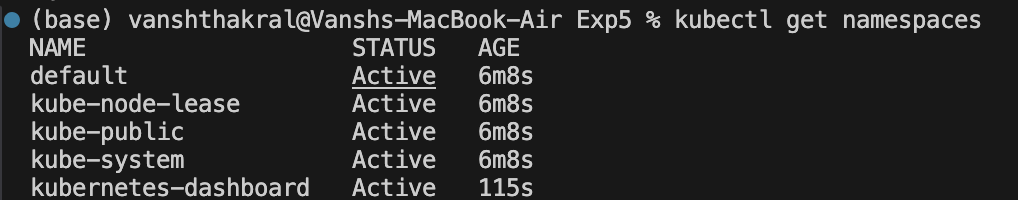 (base) vanshthakral@Vanshs-MacBook-Air Exp5 % kubectl get namespaces
NAME                   STATUS   AGE
default                Active   6m8s
kube-node-lease        Active   6m8s
kube-public            Active   6m8s
kube-system            Active   6m8s
kubernetes-dashboard   Active   115s